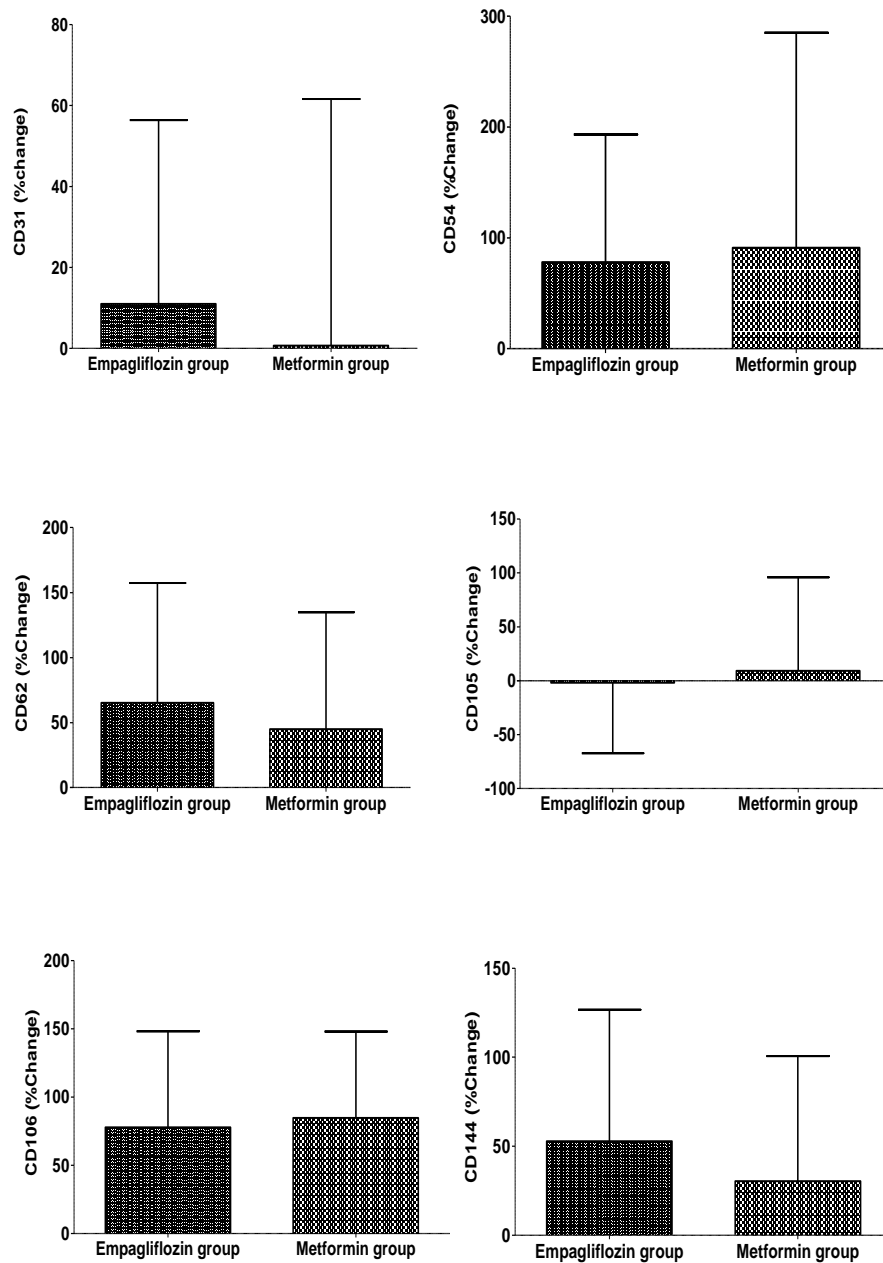 CD31 (%change)
80
60
40
20
0
Empagliflozin group
Metformin group
CD54 (%Change)
300
200
100
0
Empagliflozin group
Metformin group
CD62 (%Change)
200
150
100
50
0
Empagliflozin group
Metformin group
CD105 (%Change)
150
100
50
0
-50
-100
Empagliflozin group
Metformin group
CD106 (%Change)
200
150
100
50
0
Empagliflozin group
Metformin group
CD144 (%Change)
150
100
50
0
Empagliflozin group
Metformin group